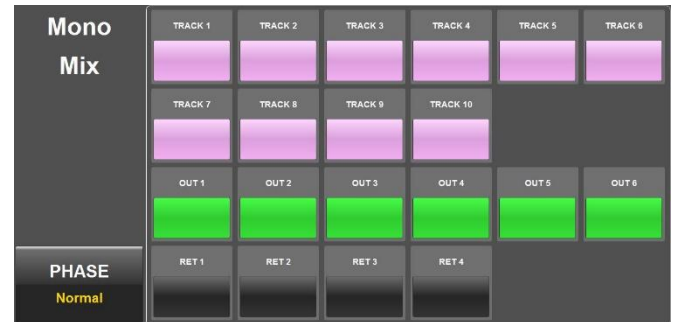 Mono
Mix
TRACK 1 TRACK 2 TRACK 3 TRACK 4 TRACK 5 TRACK 6
TRACK 7 TRACK 8 TRACK 9 TRACK 10
OUT 1 OUT 2 OUT 3 OUT 4 OUT 5 OUT 6
PHASE
Normal
RET 1 RET 2 RET 3 RET 4